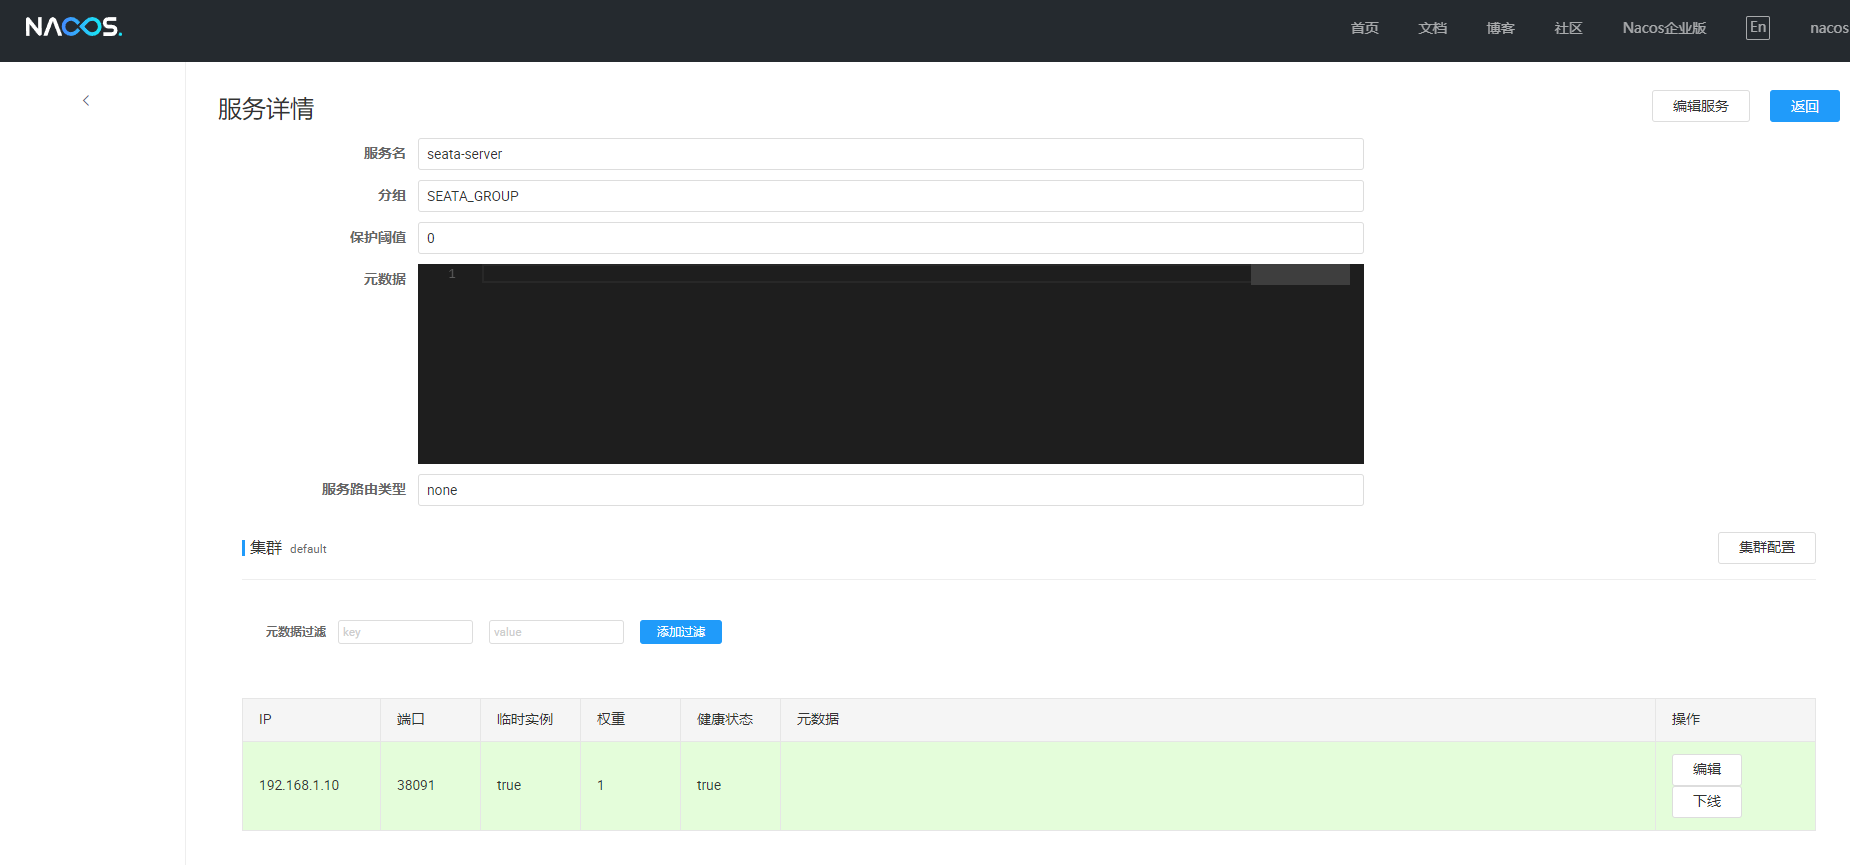 NACOS.
首页 文档 博客 社区 Nacos企业版 En nacos
服务详情 编辑服务 返回
服务名 seata-server
分组 SEATA_GROUP
保护阈值 0
元数据 1
服务路由类型 none
集群 default 集群配置
元数据过滤 key value 添加过滤
IP 端口 临时实例 权重 健康状态 元数据 操作
192.168.1.10 38091 true 1 true 编辑
下线